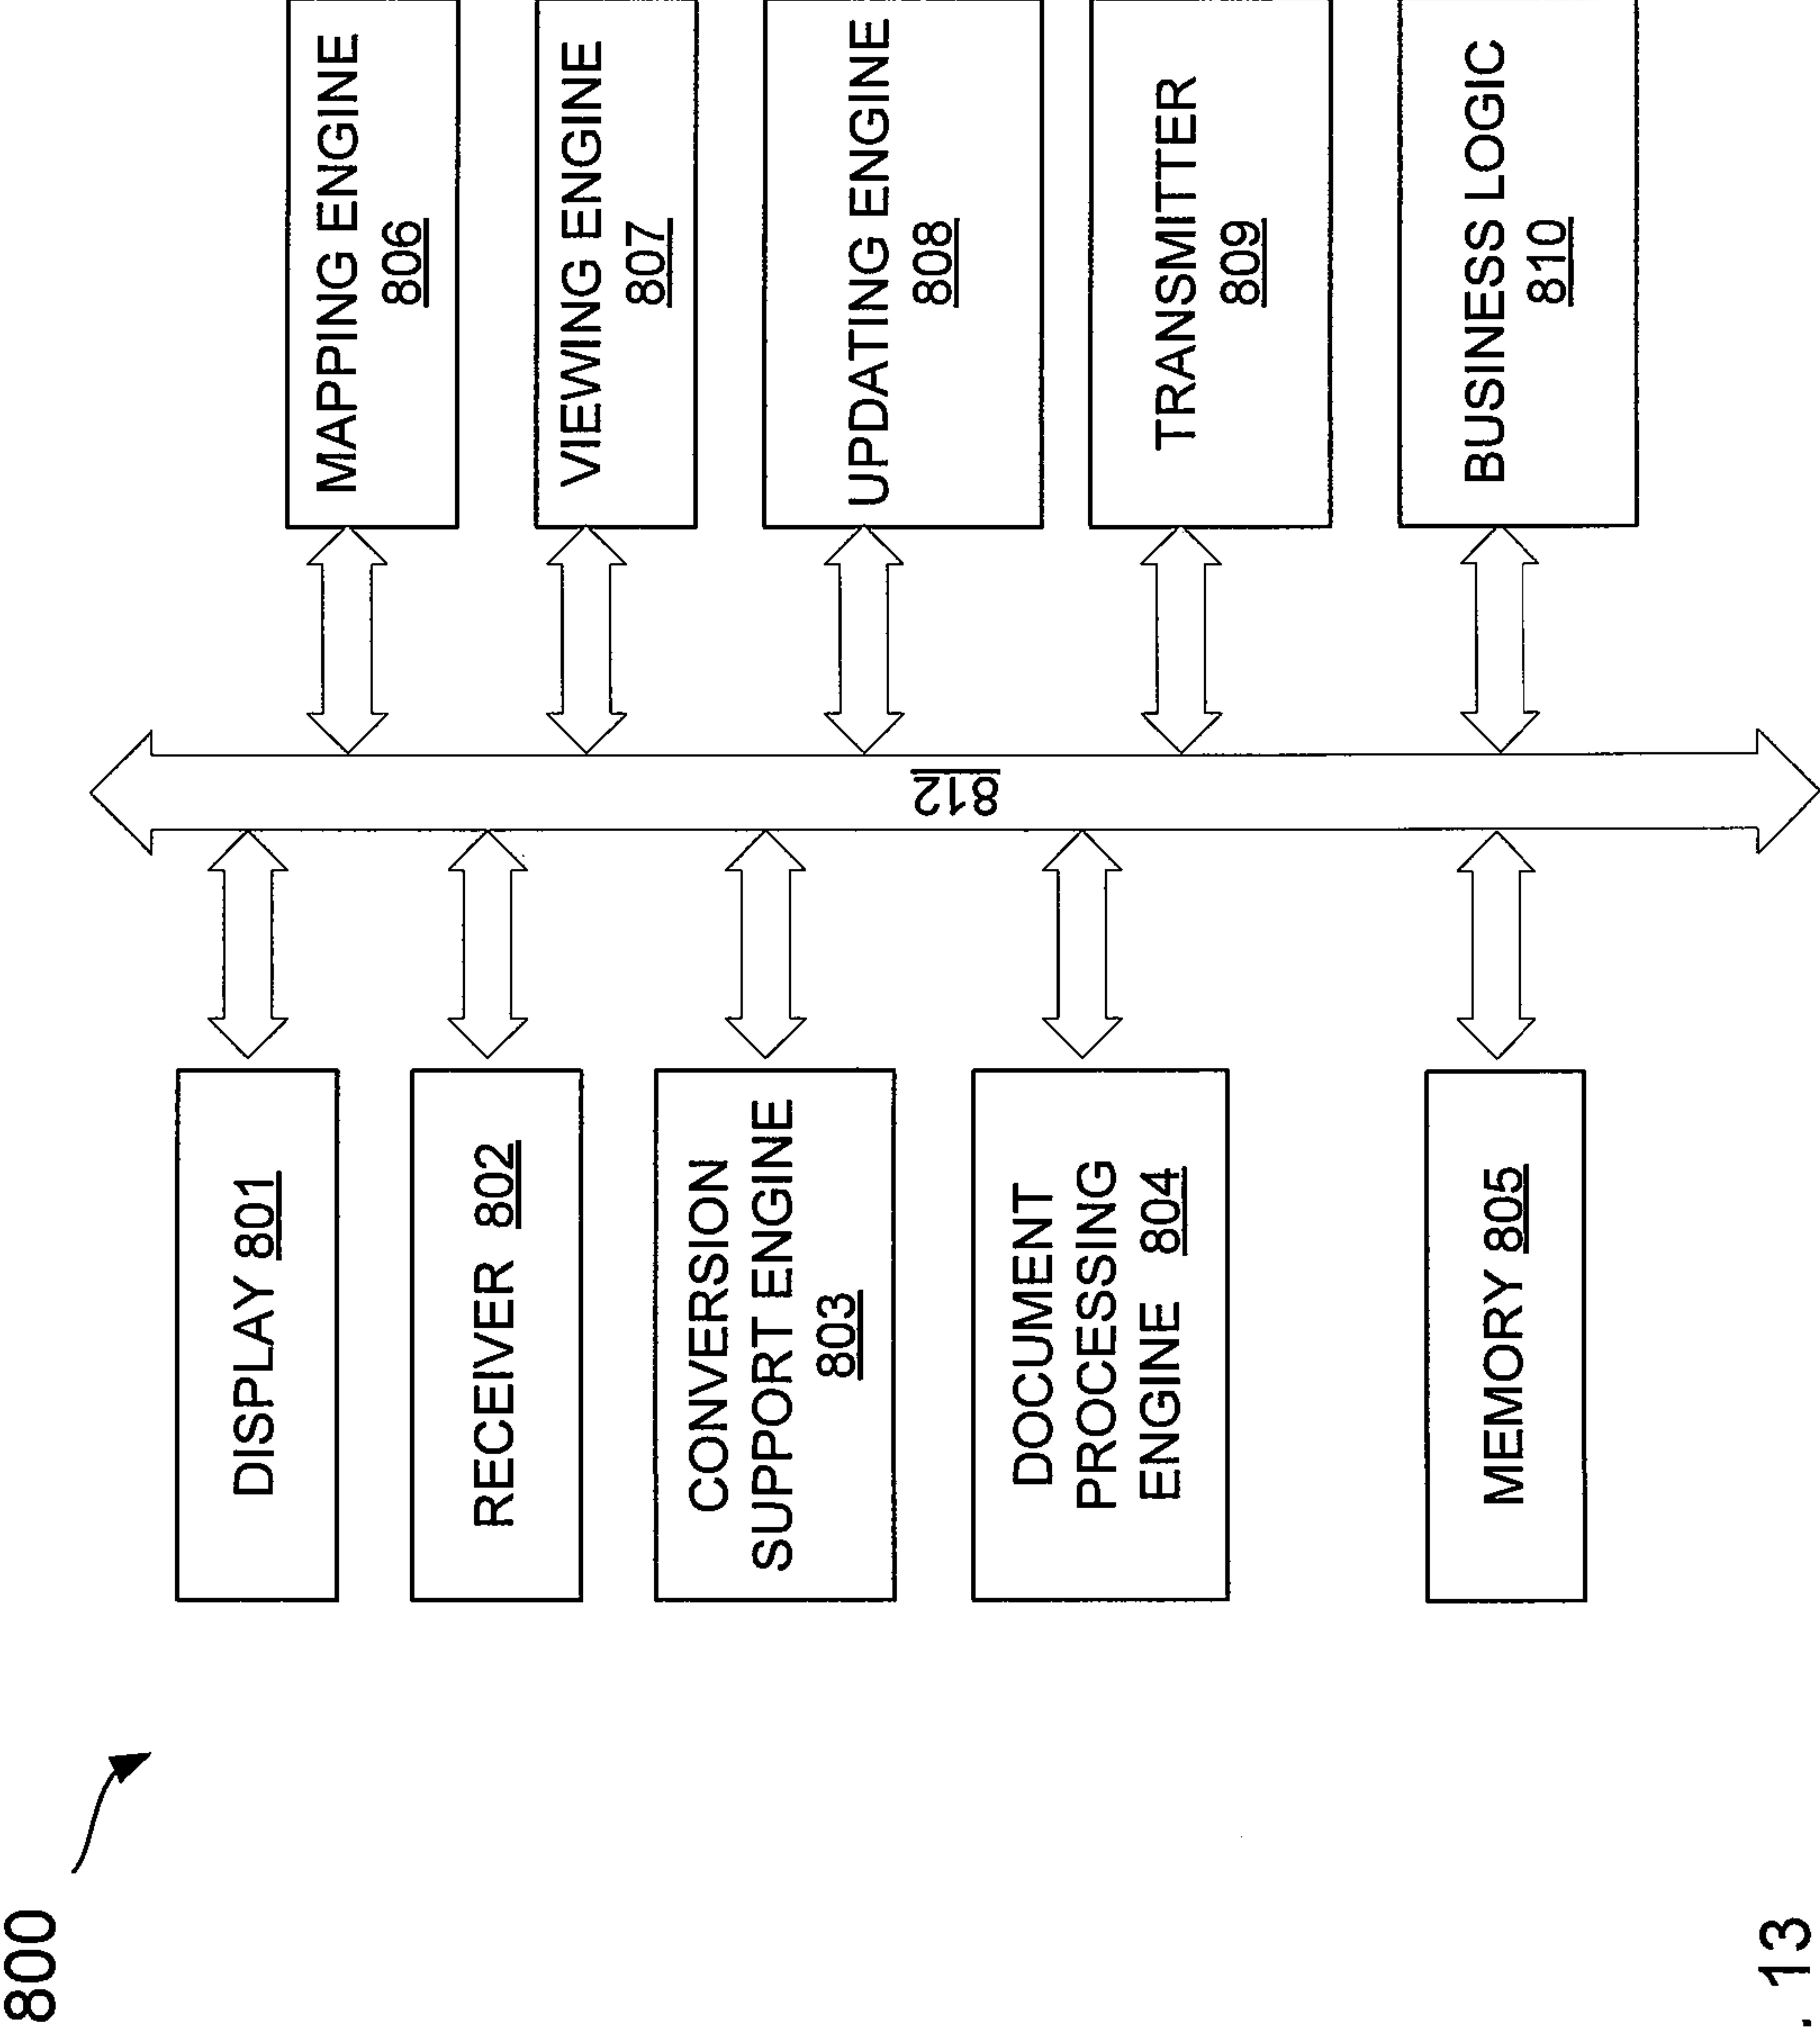 800
DISPLAY 801
RECEIVER 802
CONVERSION
SUPPORT ENGINE
803
DOCUMENT
PROCESSING
ENGINE 804
MEMORY 805
812
MAPPING ENGINE
806
VIEWING ENGINE
807
UPDATING ENGINE
808
TRANSMITTER
809
BUSINESS LOGIC
810
. 13